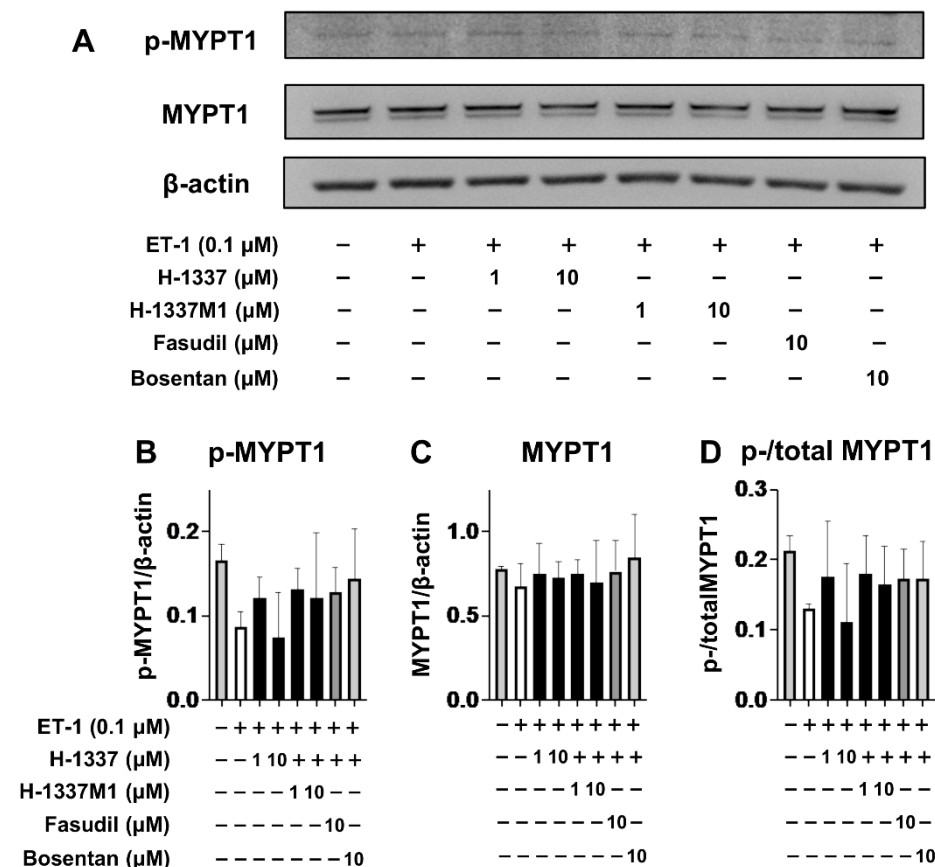 A p-MYPT1
MYPT1
β-actin
ET-1 (0.1 μM) – + + + + + + +
H-1337 (μM) – – 1 10 – – – –
H-1337M1 (μM) – – – – 1 10 – –
Fasudil (μM) – – – – – – 10 –
Bosentan (μM) – – – – – – – 10
B p-MYPT1
p-MYPT1/β-actin
0.2
0.1
0.0
C MYPT1
MYPT1/β-actin
1.0
0.5
0.0
D p-/total MYPT1
p-/totalMYPT1
0.3
0.2
0.1
0.0
ET-1 (0.1 μM) – + + + + + + + – + + + + + + + – + + + + + + +
H-1337 (μM) – – 1 10 + + + + – – 1 10 + + + + – – 1 10 + + + +
H-1337M1 (μM) – – – – 1 10 – – – – – – 1 10 – – – – – – 1 10 – –
Fasudil (μM) – – – – – – 10 – – – – – – – 10 – – – – – – – 10 –
Bosentan (μM) – – – – – – – 10 – – – – – – – 10 – – – – – – – 10